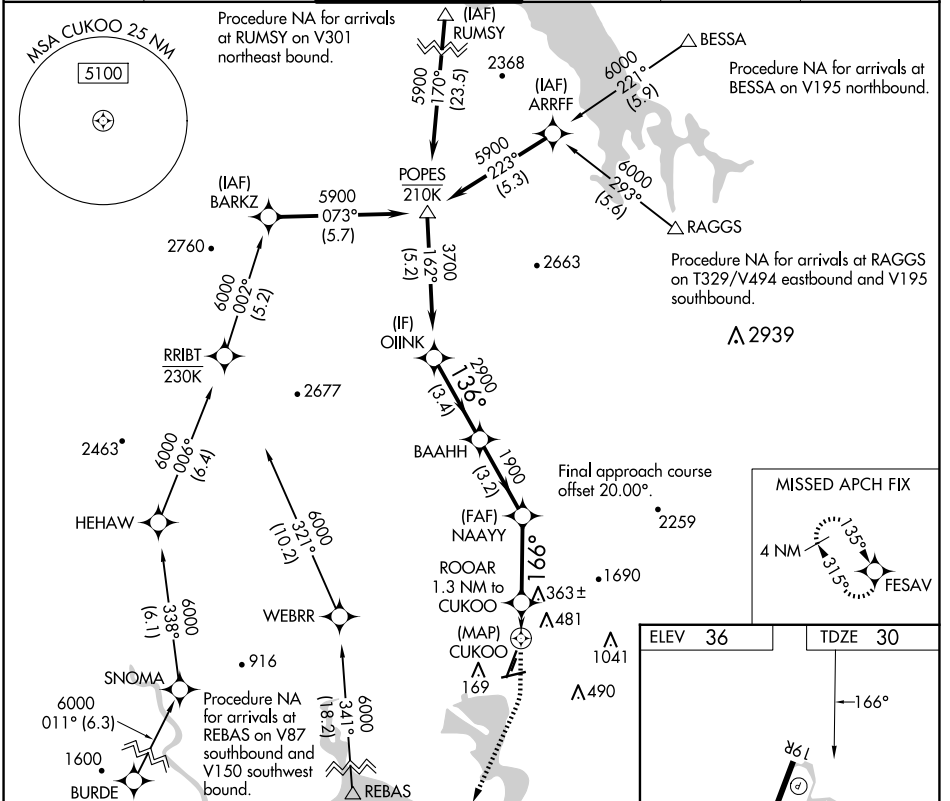 MSA CUKOO 25 NM
5100
Procedure NA for arrivals
at RUMSY on V301
northeast bound.
(IAF)
RUMSY
5900
170°
(23.5)
2368
BESSA
6000
221°
(5.9)
Procedure NA for arrivals at
BESSA on V195 northbound.
(IAF)
ARRFF
5900
223°
(5.3)
6000
293°
(5.6)
RAGGS
Procedure NA for arrivals at RAGGS
on T329/V494 eastbound and V195
southbound.
2939
POPES
210K
(IAF)
BARKZ
5900
073°
(5.7)
2760
3700
162°
(5.2)
2663
6000
002°
(5.2)
(IF)
OIINK
RRIBT
230K
2677
2900
136°
(3.4)
2463
6000
006°
(6.4)
BAAHH
1900
(3.2)
Final approach course
offset 20.00°.
2259
MISSED APCH FIX
4 NM
135°
315°
FESAV
HEHAW
6000
321°
(10.2)
(FAF)
NAAYY
166°
ROOAR
1.3 NM to
CUKOO
363±
1690
481
WEBRR
(MAP)
CUKOO
1041
169
490
6000
338°
(6.1)
916
SNOMA
6000
011° (6.3)
Procedure NA
for arrivals at
REBAS on V87
southbound and
V150 southwest
bound.
6000
341°
(18.2)
1600
BURDE
REBAS
ELEV 36
TDZE 30
166°
19R
P